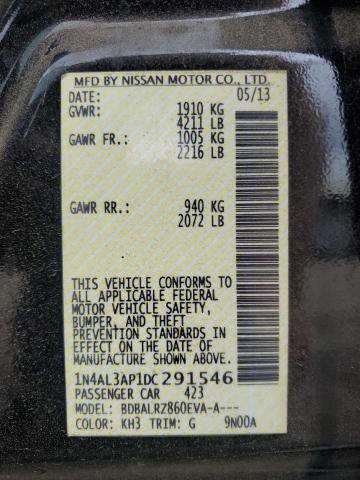 MFD BY NISSAN MOTOR CO., LTD.
DATE: 05/13
GVWR: 1910 KG
4211 LB
GAWR FR.: 1005 KG
2216 LB
GAWR RR.: 940 KG
2072 LB
THIS VEHICLE CONFORMS TO
ALL APPLICABLE FEDERAL
MOTOR VEHICLE SAFETY,
BUMPER, AND THEFT
PREVENTION STANDARDS IN
EFFECT ON THE DATE OF
MANUFACTURE SHOWN ABOVE.
1N4AL3AP1DC291546
PASSENGER CAR 423
MODEL: BDBALRZ860EVA-A---
COLOR: KH3 TRIM: G 9N00A